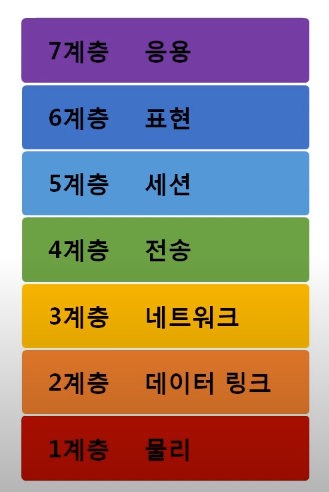 7계층 응용
6계층 표현
5계층 세션
4계층 전송
3계층 네트워크
2계층 데이터 링크
1계층 물리